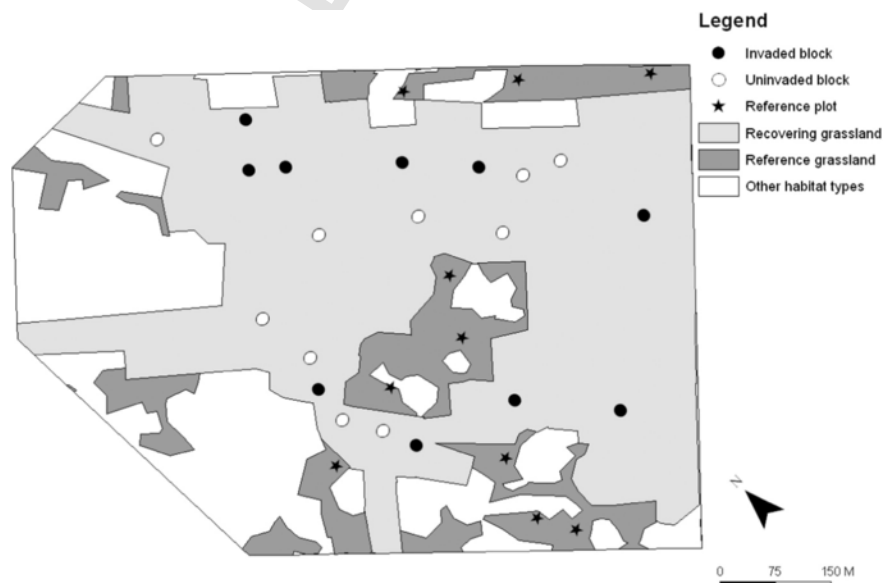 Legend
Invaded block
Uninvaded block
Reference plot
Recovering grassland
Reference grassland
Other habitat types
N
0 75 150 M